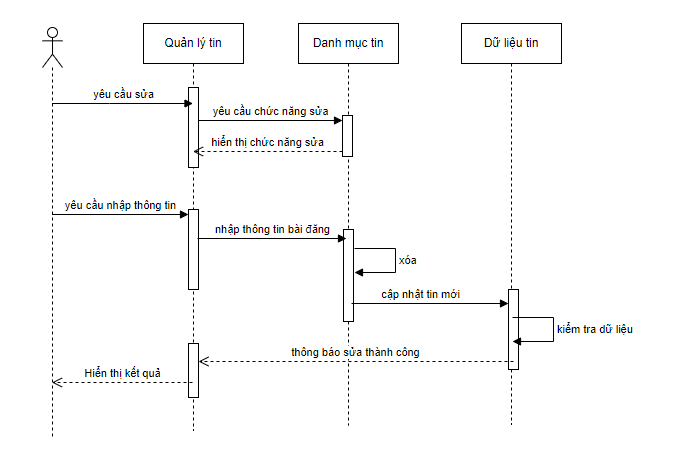 Quản lý tin
Danh mục tin
Dữ liệu tin
yêu cầu sửa
yêu cầu chức năng sửa
hiển thị chức năng sửa
yêu cầu nhập thông tin
nhập thông tin bài đăng
xóa
cập nhật tin mới
kiểm tra dữ liệu
thông báo sửa thành công
Hiển thị kết quả